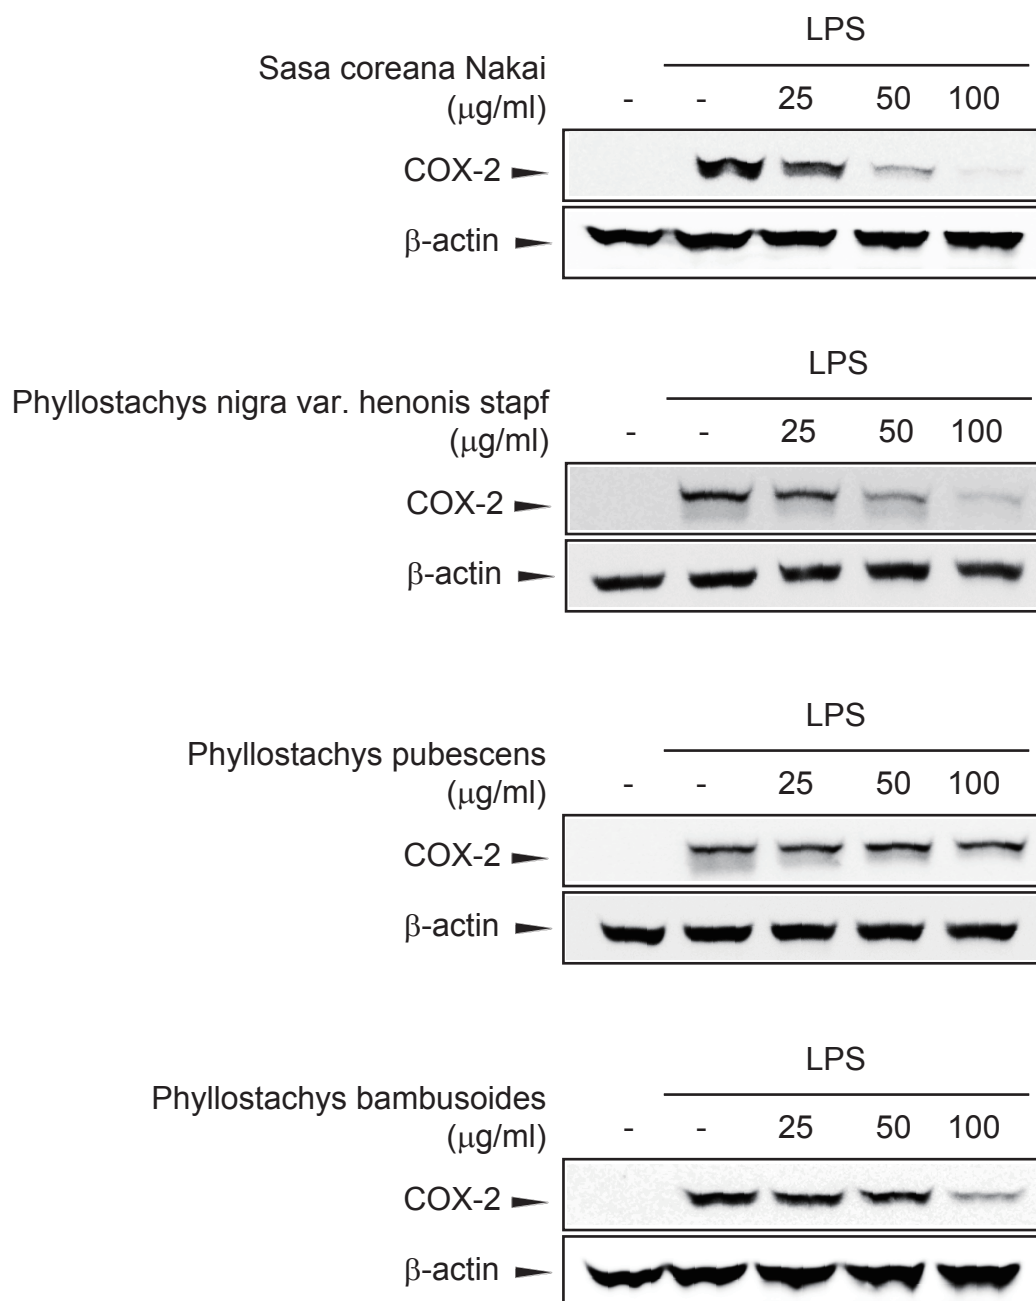 LPS
Sasa coreana Nakai
(μg/ml) - - 25 50 100
COX-2
β-actin
LPS
Phyllostachys nigra var. henonis stapf
(μg/ml) - - 25 50 100
COX-2
β-actin
LPS
Phyllostachys pubescens
(μg/ml) - - 25 50 100
COX-2
β-actin
LPS
Phyllostachys bambusoides
(μg/ml) - - 25 50 100
COX-2
β-actin